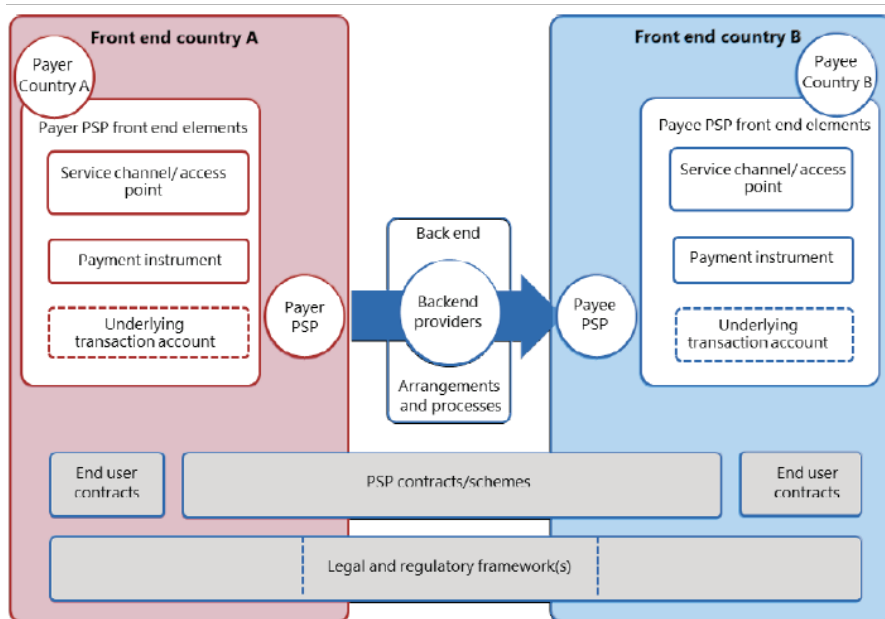 Front end country A
Payer
Country A
Payer PSP front end elements
Service channel/access
point
Payment instrument
Underlying
transaction account
Payer
PSP
Back end
Backend
providers
Arrangements
and processes
Front end country B
Payee
Country B
Payee PSP front end elements
Service channel/access
point
Payment instrument
Underlying
transaction account
Payee
PSP
End user
contracts
PSP contracts/schemes
End user
contracts
Legal and regulatory framework(s)